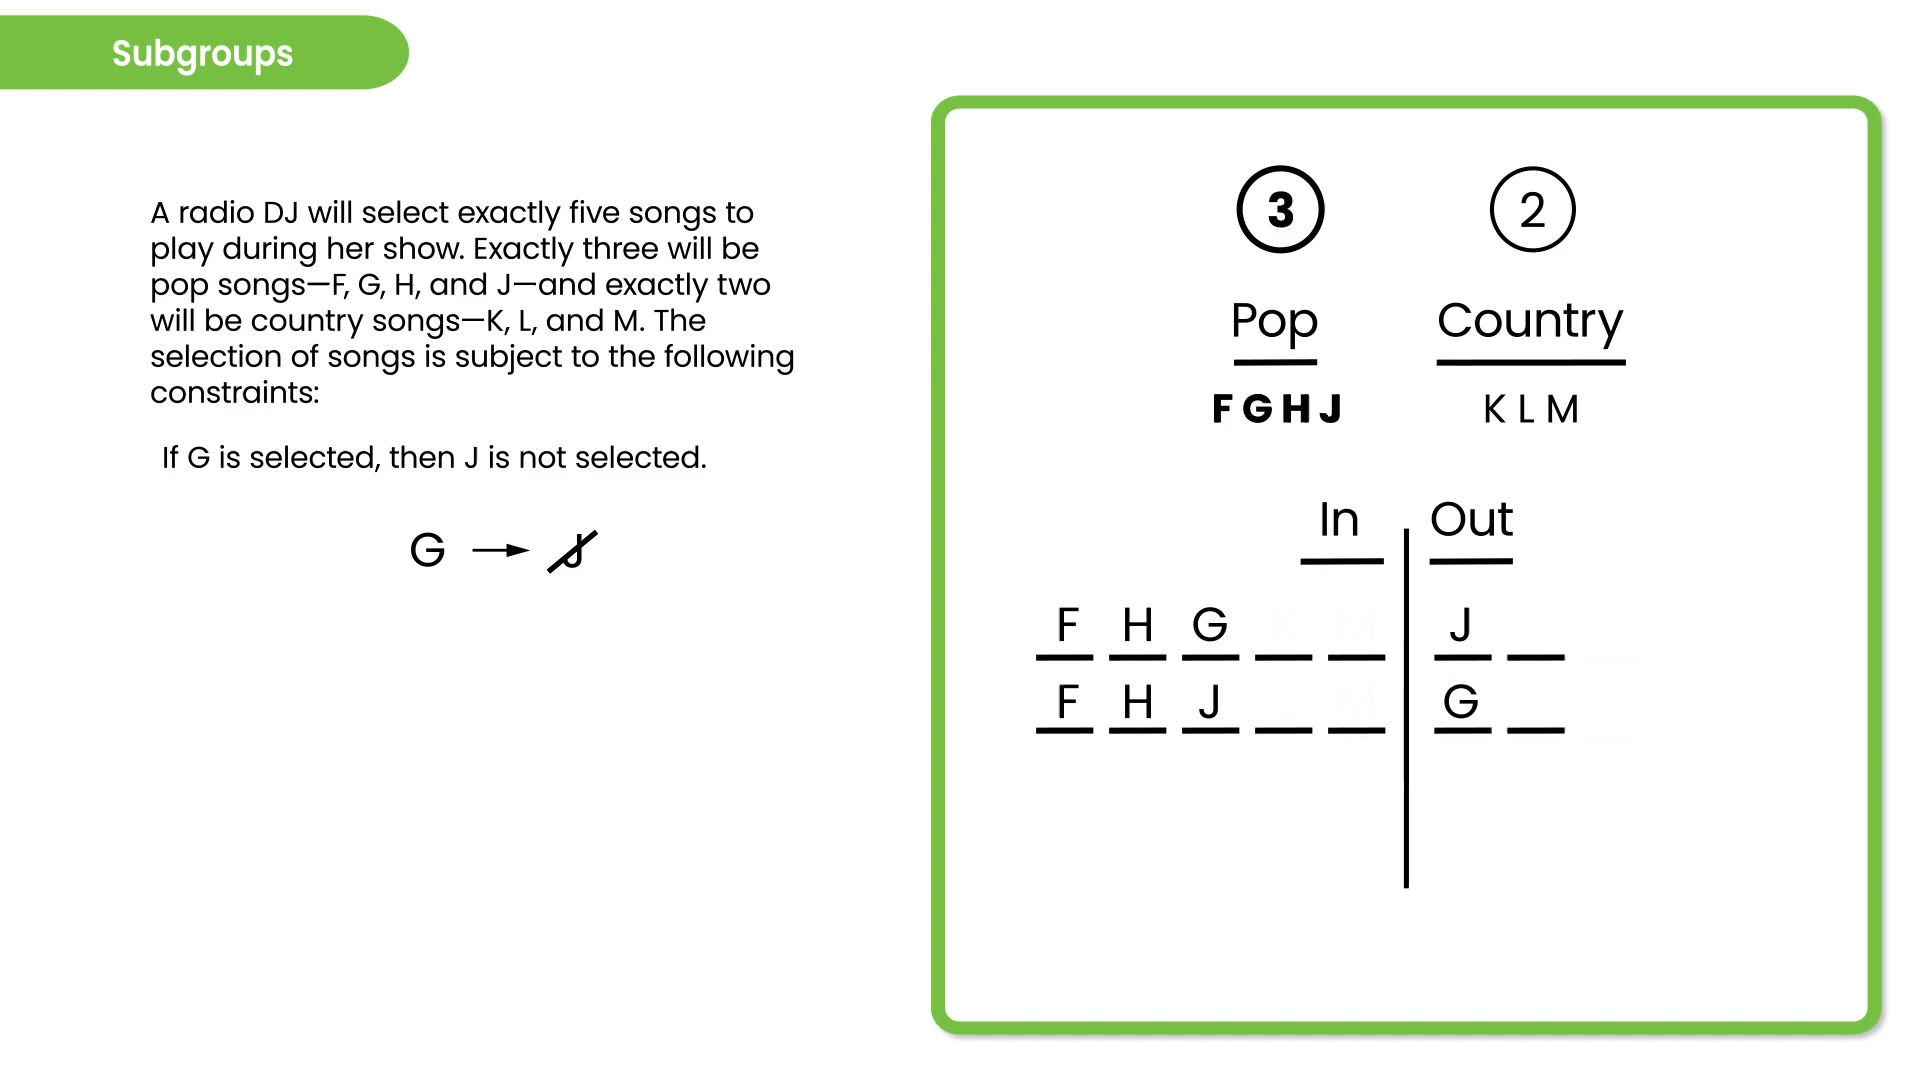 Subgroups
A radio DJ will select exactly five songs to
play during her show. Exactly three will be
pop songs—F, G, H, and J—and exactly two
will be country songs—K, L, and M. The
selection of songs is subject to the following
constraints:
If G is selected, then J is not selected.
G → J
3 2
Pop Country
F G H J K L M
In Out
F H G K M J
F H J L M G